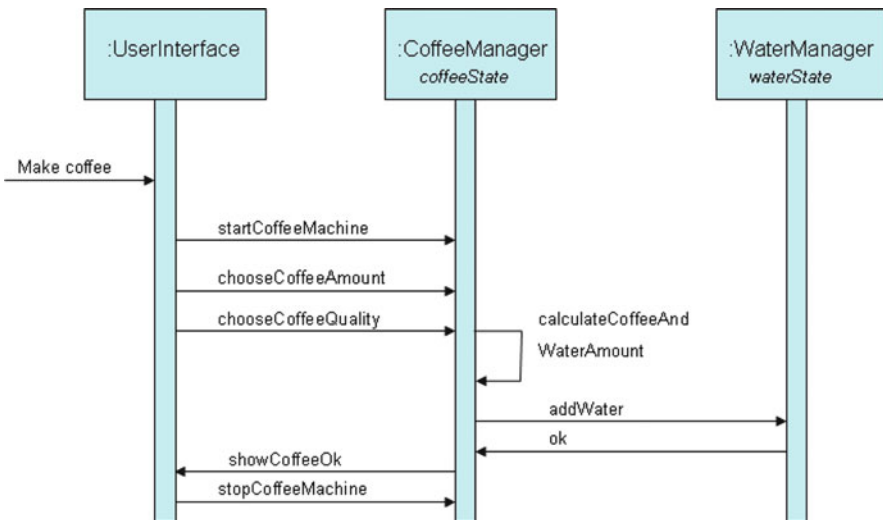 :UserInterface
:CoffeeManager
coffeeState
:WaterManager
waterState
Make coffee
startCoffeeMachine
chooseCoffeeAmount
chooseCoffeeQuality
calculateCoffeeAnd
WaterAmount
addWater
ok
showCoffeeOk
stopCoffeeMachine